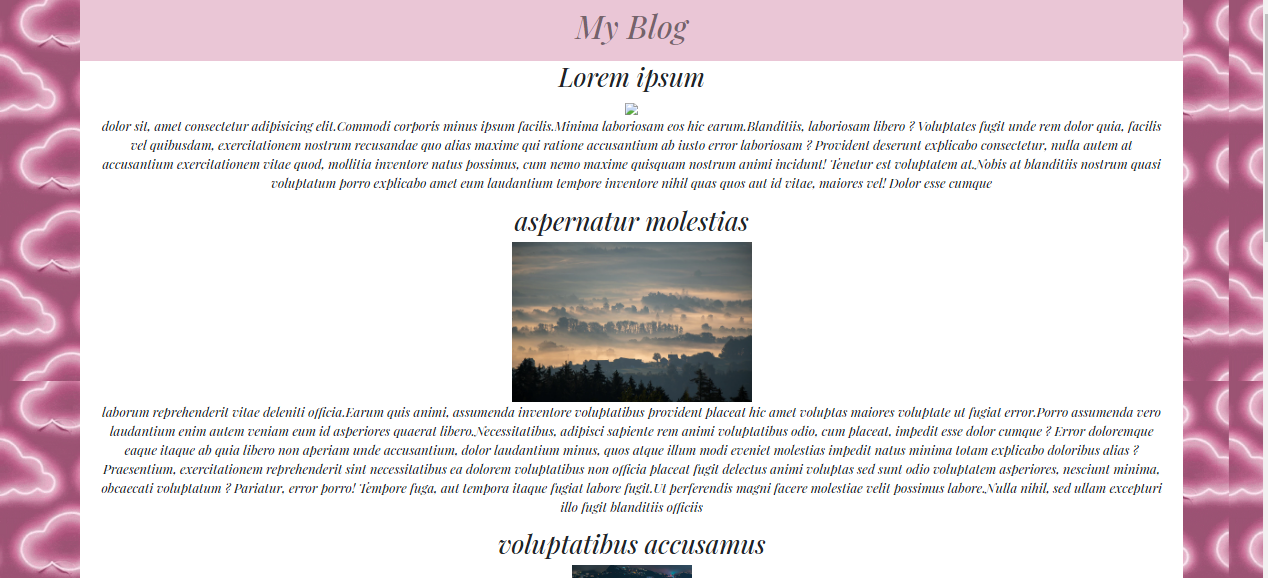 My Blog
Lorem ipsum
dolor sit, amet consectetur adipisicing elit.Commodi corporis minus ipsum facilis.Minima laboriosam eos hic earum.Blanditiis, laboriosam libero ? Voluptates fugit unde rem dolor quia, facilis
vel quibusdam, exercitationem nostrum recusandae quo alias maxime qui ratione accusantium ab iusto error laboriosam ? Provident deserunt explicabo consectetur, nulla autem at
accusantium exercitationem vitae quod, mollitia inventore natus possimus, cum nemo maxime quisquam nostrum animi incidunt! Tenetur est voluptatem at.Nobis at blanditiis nostrum quasi
voluptatum porro explicabo amet eum laudantium tempore inventore nihil quas quos aut id vitae, maiores vel! Dolor esse cumque
aspernatur molestias
laborum reprehenderit vitae deleniti officia.Earum quis animi, assumenda inventore voluptatibus provident placeat hic amet voluptas maiores voluptate ut fugiat error.Porro assumenda vero
laudantium enim autem veniam eum id asperiores quaerat libero.Necessitatibus, adipisci sapiente rem animi voluptatibus odio, cum placeat, impedit esse dolor cumque ? Error doloremque
eaque itaque ab quia libero non aperiam unde accusantium, dolor laudantium minus, quos atque illum modi eveniet molestias impedit natus minima totam explicabo doloribus alias ?
Praesentium, exercitationem reprehenderit sint necessitatibus ea dolorem voluptatibus non officia placeat fugit delectus animi voluptas sed sunt odio voluptatem asperiores, nesciunt minima,
obcaecati voluptatum ? Pariatur, error porro! Tempore fuga, aut tempora itaque fugiat labore fugit.Ut perferendis magni facere molestiae velit possimus labore.Nulla nihil, sed ullam excepturi
illo fugit blanditiis officiis
voluptatibus accusamus